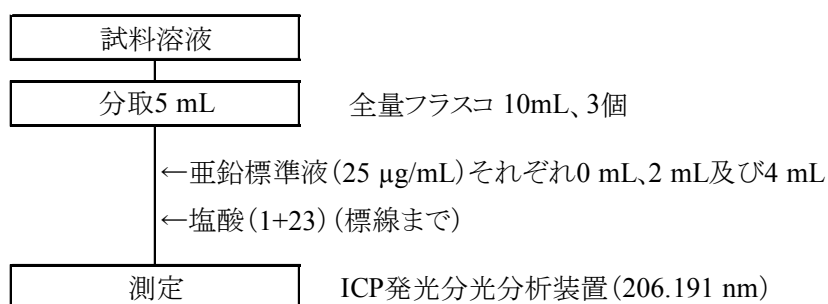 試料溶液
分取5 mL 全量フラスコ 10mL、3個
←亜鉛標準液(25 µg/mL)それぞれ0 mL、2 mL及び4 mL
←塩酸(1+23)(標線まで)
測定 ICP発光分光分析装置(206.191 nm)